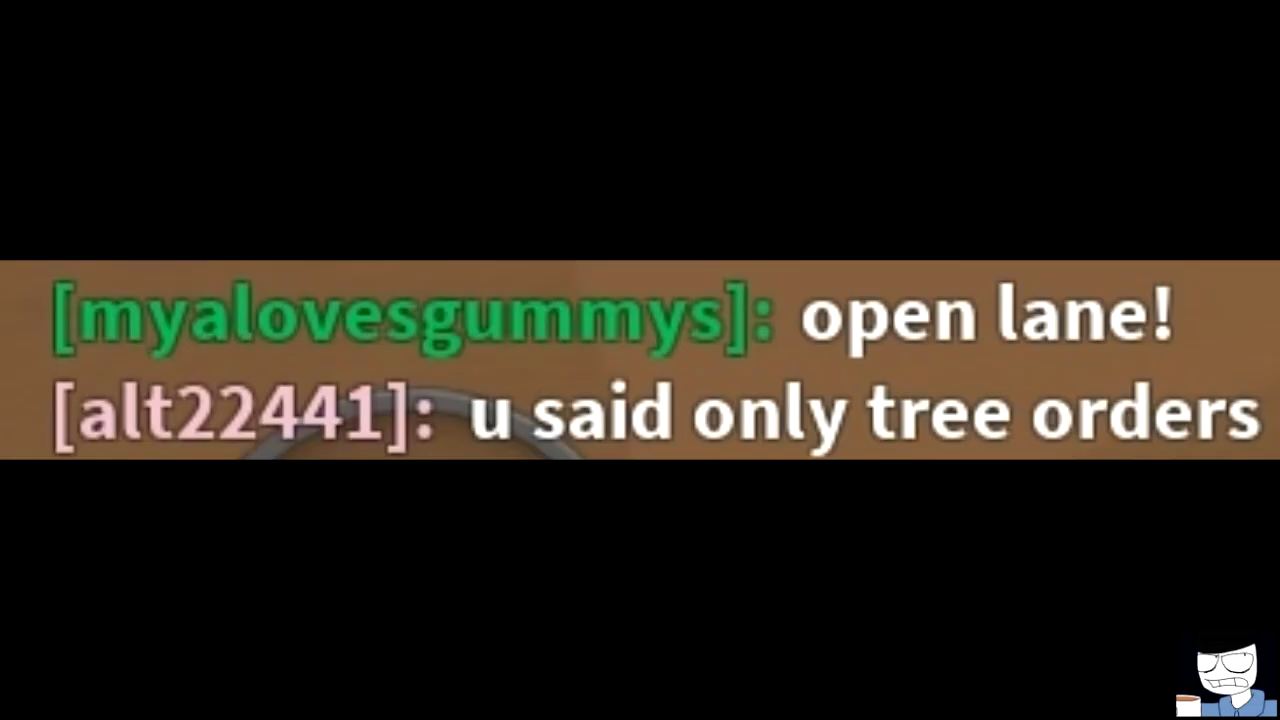 [myalovesgummys]: open lane!
[alt22441]: u said only tree orders